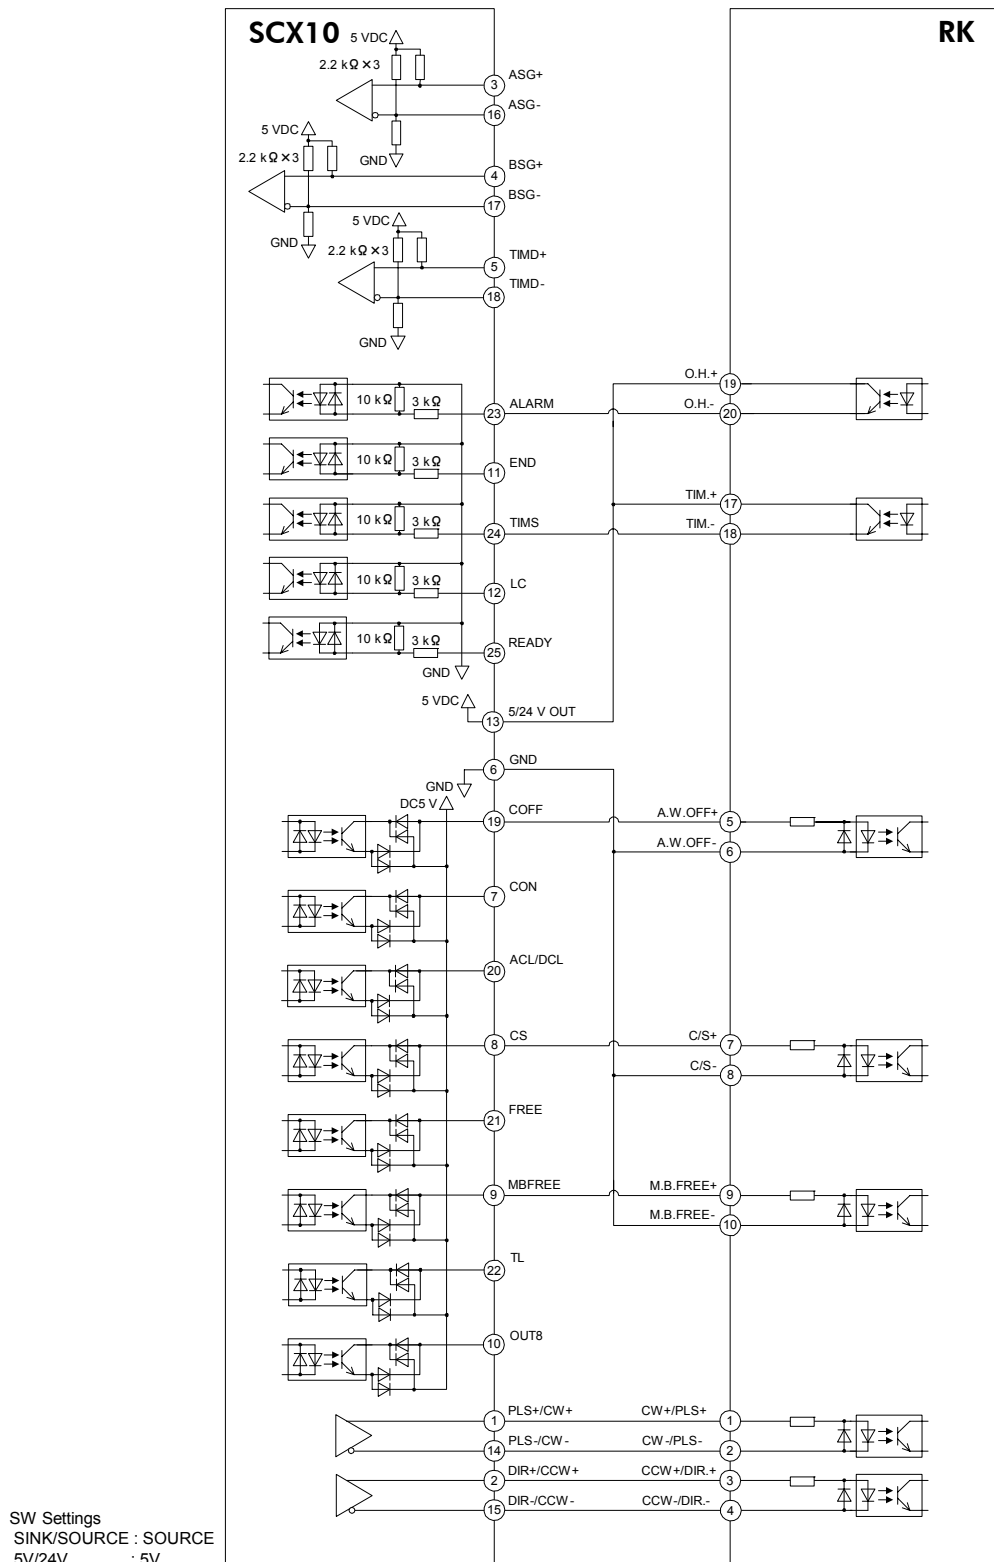 SCX10
RK
5 VDC
2.2 kΩ×3
3
ASG+
16
ASG-
GND
5 VDC
2.2 kΩ×3
4
BSG+
17
BSG-
GND
5 VDC
2.2 kΩ×3
5
TIMD+
18
TIMD-
GND
10 kΩ
3 kΩ
23
ALARM
O.H.+
19
O.H.-
20
10 kΩ
3 kΩ
11
END
10 kΩ
3 kΩ
24
TIMS
TIM.+
17
TIM.-
18
10 kΩ
3 kΩ
12
LC
10 kΩ
3 kΩ
25
READY
GND
5 VDC
13
5/24 V OUT
6
GND
GND
DC5 V
19
COFF
A.W.OFF+
5
A.W.OFF-
6
7
CON
20
ACL/DCL
8
CS
C/S+
7
C/S-
8
21
FREE
9
MBFREE
M.B.FREE+
9
M.B.FREE-
10
22
TL
10
OUT8
1
PLS+/CW+
CW+/PLS+
1
14
PLS-/CW-
CW-/PLS-
2
2
DIR+/CCW+
CCW+/DIR.+
3
15
DIR-/CCW-
CCW-/DIR.-
4
SW Settings
SINK/SOURCE : SOURCE
5V/24V : 5V